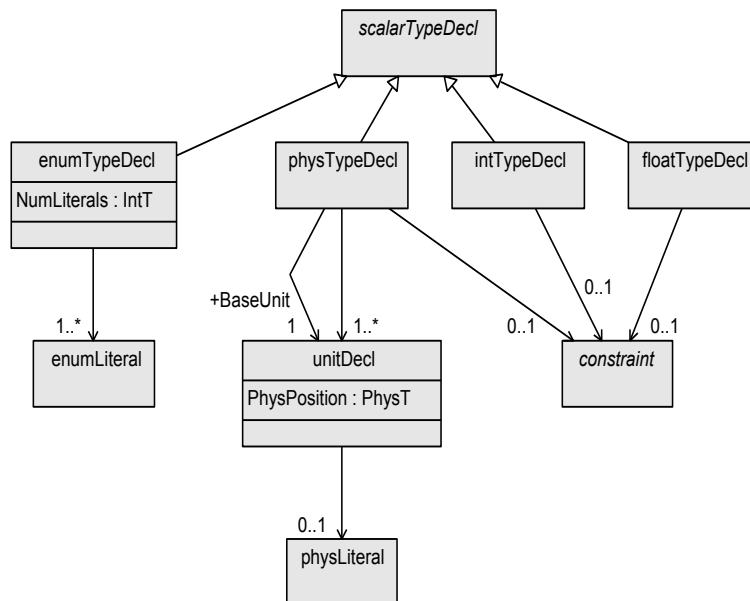 scalarTypeDecl
enumTypeDecl
NumLiterals : IntT
physTypeDecl
intTypeDecl
floatTypeDecl
+BaseUnit
0..1
1..*
1
1..*
0..1
0..1
enumLiteral
unitDecl
PhysPosition : PhysT
constraint
0..1
physLiteral